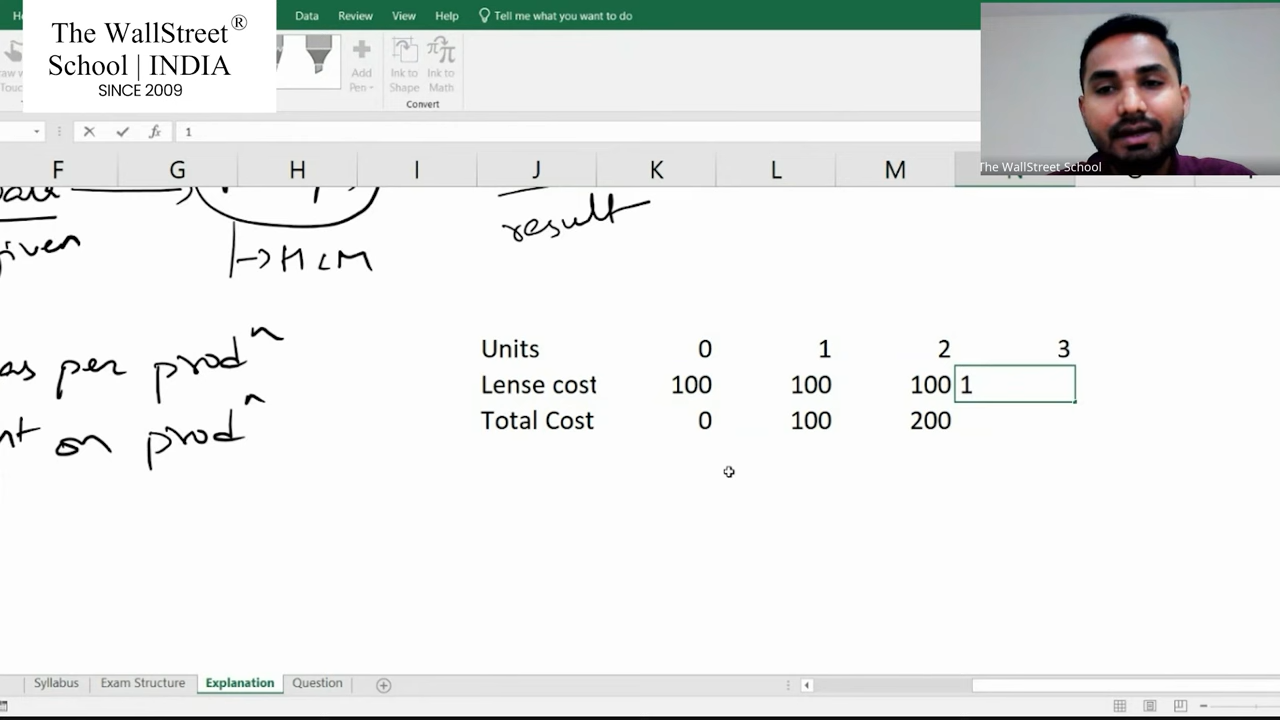 The WallStreet®
School | INDIA
SINCE 2009
Data Review View Help Tell me what you want to do
Add
Pen
Ink to
Shape
Ink to
Math
Convert
fx 1
The WallStreet School
F G H I J K L M
result
given
→ HCM
Units 0 1 2 3
Lense cost 100 100 100 1
Total Cost 0 100 200
as per prodⁿ
on prodⁿ
Syllabus Exam Structure Explanation Question